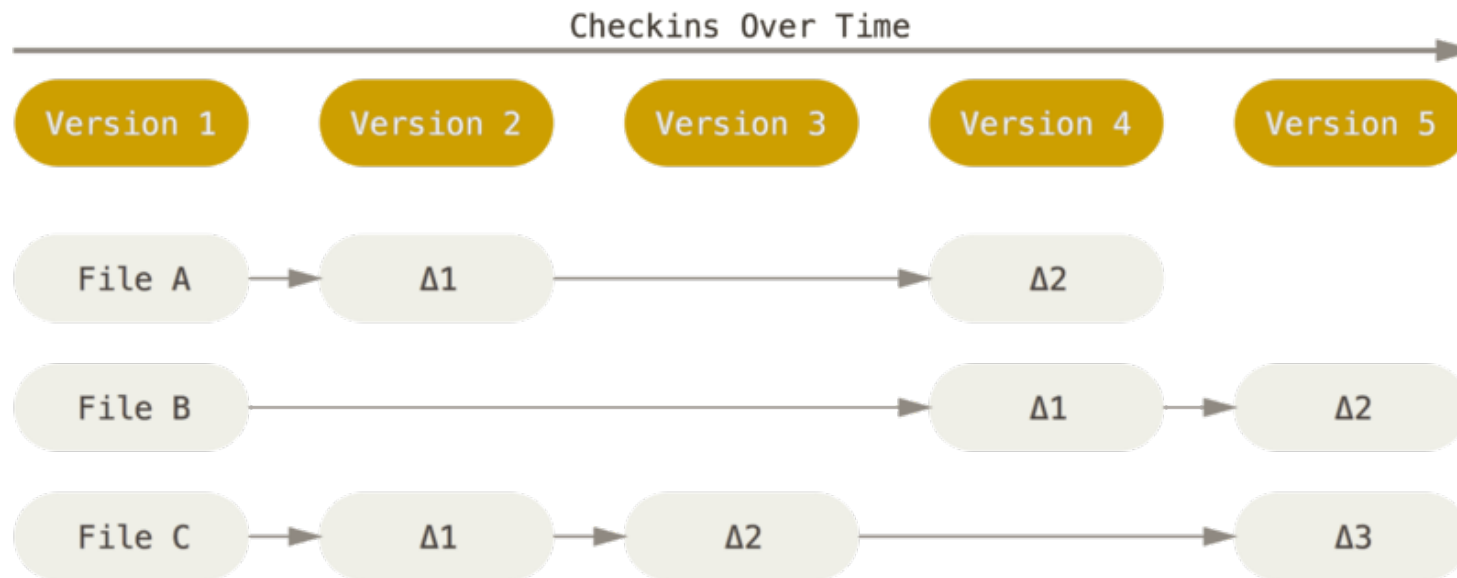 Checkins Over Time
Version 1 Version 2 Version 3 Version 4 Version 5
File A Δ1 Δ2
File B Δ1 Δ2
File C Δ1 Δ2 Δ3